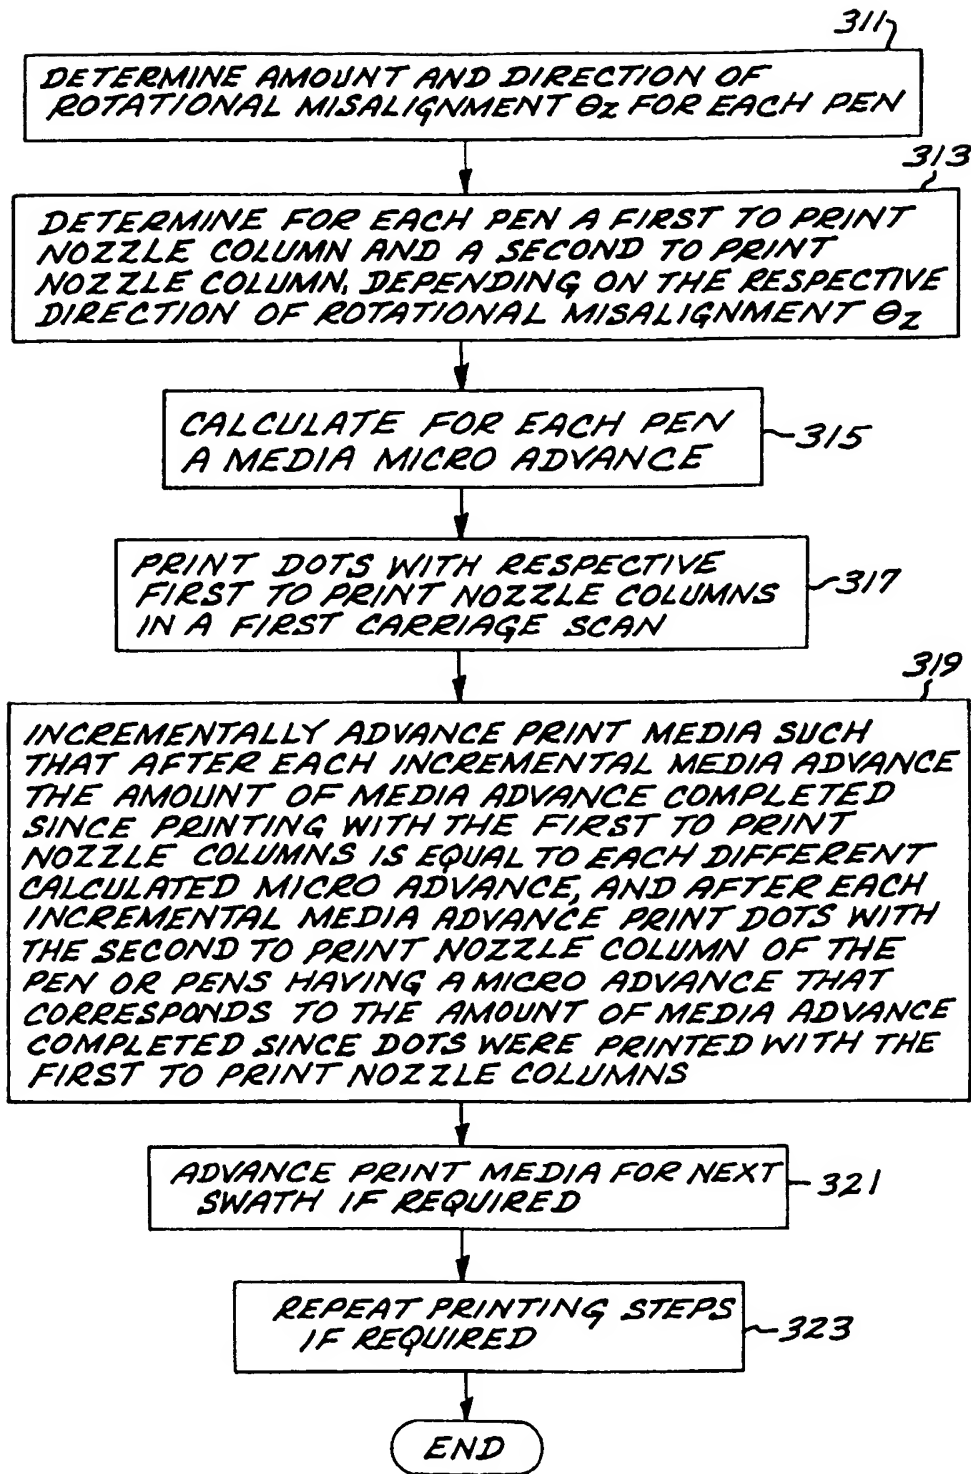 311
DETERMINE AMOUNT AND DIRECTION OF
ROTATIONAL MISALIGNMENT θz FOR EACH PEN
313
DETERMINE FOR EACH PEN A FIRST TO PRINT
NOZZLE COLUMN AND A SECOND TO PRINT
NOZZLE COLUMN, DEPENDING ON THE RESPECTIVE
DIRECTION OF ROTATIONAL MISALIGNMENT θz
CALCULATE FOR EACH PEN
A MEDIA MICRO ADVANCE
315
PRINT DOTS WITH RESPECTIVE
FIRST TO PRINT NOZZLE COLUMNS
IN A FIRST CARRIAGE SCAN
317
319
INCREMENTALLY ADVANCE PRINT MEDIA SUCH
THAT AFTER EACH INCREMENTAL MEDIA ADVANCE
THE AMOUNT OF MEDIA ADVANCE COMPLETED
SINCE PRINTING WITH THE FIRST TO PRINT
NOZZLE COLUMNS IS EQUAL TO EACH DIFFERENT
CALCULATED MICRO ADVANCE, AND AFTER EACH
INCREMENTAL MEDIA ADVANCE PRINT DOTS WITH
THE SECOND TO PRINT NOZZLE COLUMN OF THE
PEN OR PENS HAVING A MICRO ADVANCE THAT
CORRESPONDS TO THE AMOUNT OF MEDIA ADVANCE
COMPLETED SINCE DOTS WERE PRINTED WITH THE
FIRST TO PRINT NOZZLE COLUMNS
ADVANCE PRINT MEDIA FOR NEXT
SWATH IF REQUIRED
321
REPEAT PRINTING STEPS
IF REQUIRED
323
END